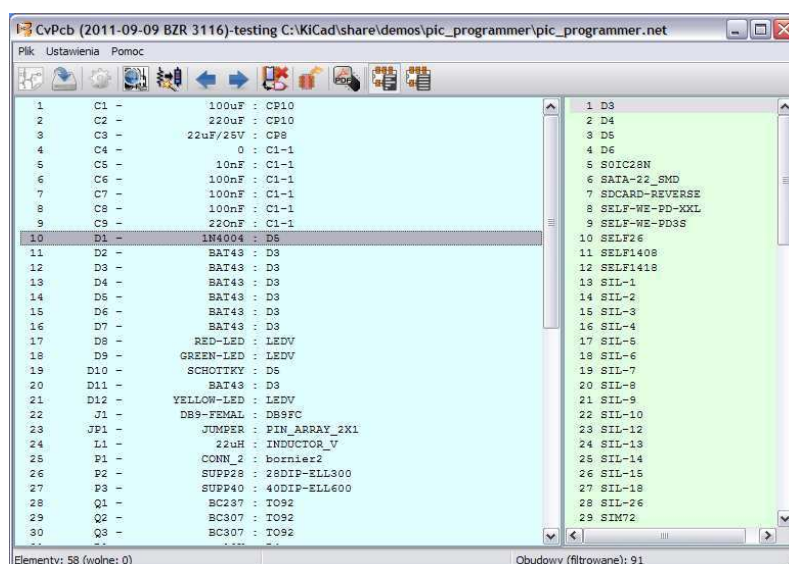 CvPcb (2011-09-09 BZR 3116)-testing C:\KiCad\share\demos\pic_programmer\pic_programmer.net
Plik Ustawienia Pomoc
PDF
1 C1 - 100uF : CP10
2 C2 - 220uF : CP10
3 C3 - 22uF/25V : CP8
4 C4 - 0 : C1-1
5 C5 - 10nF : C1-1
6 C6 - 100nF : C1-1
7 C7 - 100nF : C1-1
8 C8 - 100nF : C1-1
9 C9 - 220nF : C1-1
10 D1 - 1N4004 : D5
11 D2 - BAT43 : D3
12 D3 - BAT43 : D3
13 D4 - BAT43 : D3
14 D5 - BAT43 : D3
15 D6 - BAT43 : D3
16 D7 - BAT43 : D3
17 D8 - RED-LED : LEDV
18 D9 - GREEN-LED : LEDV
19 D10 - SCHOTTKY : D5
20 D11 - BAT43 : D3
21 D12 - YELLOW-LED : LEDV
22 J1 - DB9-FEMAL : DB9FC
23 JP1 - JUMPER : PIN_ARRAY_2X1
24 L1 - 22uH : INDUCTOR_V
25 P1 - CONN_2 : bornier2
26 P2 - SUPP28 : 28DIP-ELL300
27 P3 - SUPP40 : 40DIP-ELL600
28 Q1 - BC237 : TO92
29 Q2 - BC307 : TO92
30 Q3 - BC307 : TO92
1 D3
2 D4
3 D5
4 D6
5 SOIC28N
6 SATA-22_SMD
7 SDCARD-REVERSE
8 SELF-WE-PD-XXL
9 SELF-WE-PD3S
10 SELF26
11 SELF1408
12 SELF1418
13 SIL-1
14 SIL-2
15 SIL-3
16 SIL-4
17 SIL-5
18 SIL-6
19 SIL-7
20 SIL-8
21 SIL-9
22 SIL-10
23 SIL-12
24 SIL-13
25 SIL-14
26 SIL-15
27 SIL-18
28 SIL-26
29 SIM72
Elementy: 58 (wolne: 0)
Obudowy (filtrowane): 91